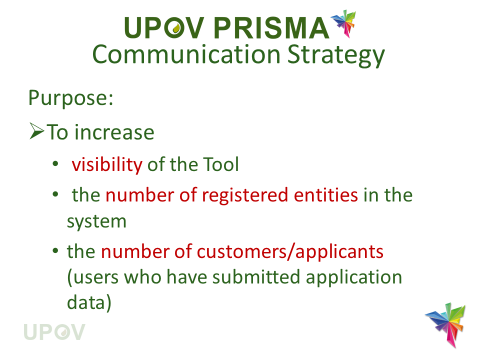 UPOV PRISMA
Communication Strategy
Purpose:
➢To increase
• visibility of the Tool
• the number of registered entities in the
system
• the number of customers/applicants
(users who have submitted application
data)
UPOV